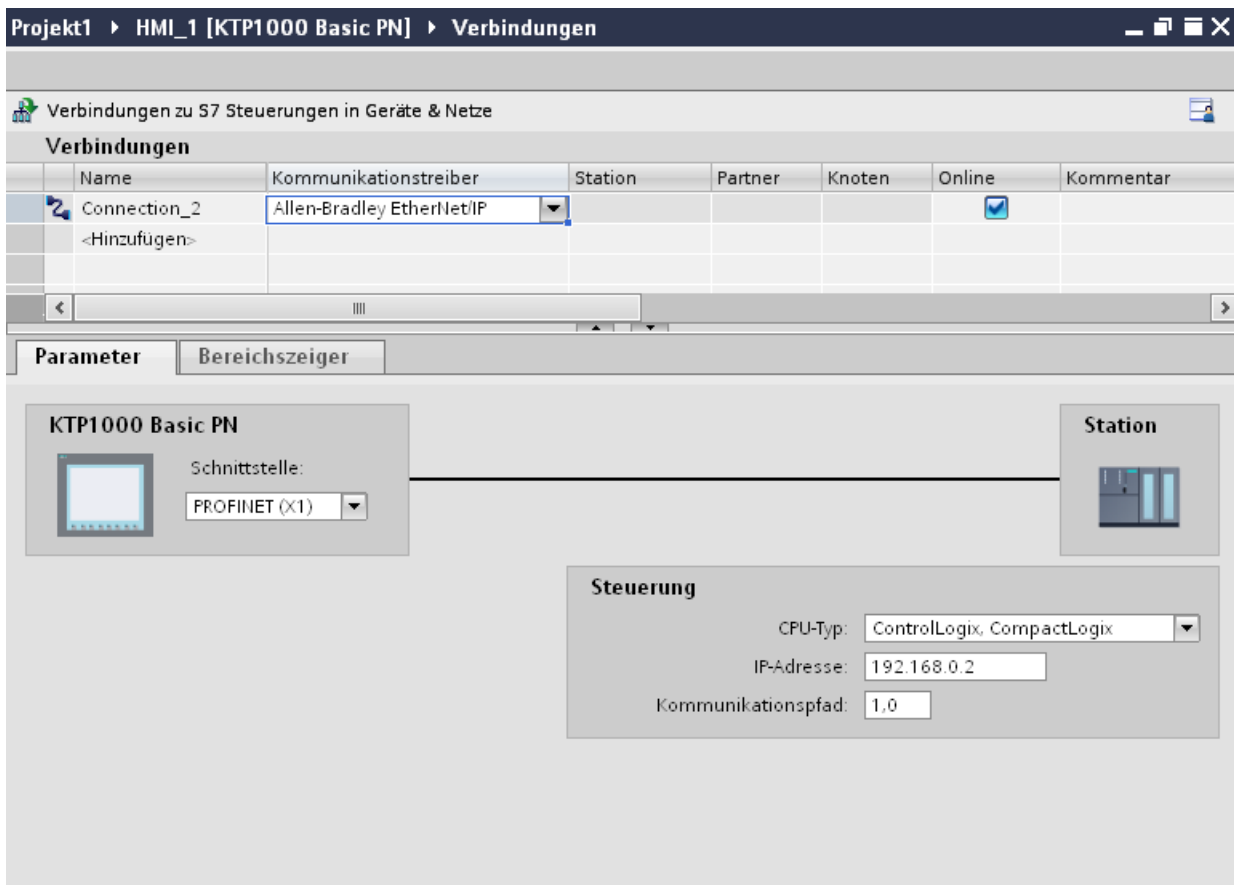 Projekt1 ▸ HMI_1 [KTP1000 Basic PN] ▸ Verbindungen
Verbindungen zu S7 Steuerungen in Geräte & Netze
Verbindungen
Name Kommunikationstreiber Station Partner Knoten Online Kommentar
Connection_2 Allen-Bradley EtherNet/IP
<Hinzufügen>
Parameter Bereichszeiger
KTP1000 Basic PN
Station
Schnittstelle:
PROFINET (X1)
Steuerung
CPU-Typ: ControlLogix, CompactLogix
IP-Adresse: 192.168.0.2
Kommunikationspfad: 1,0